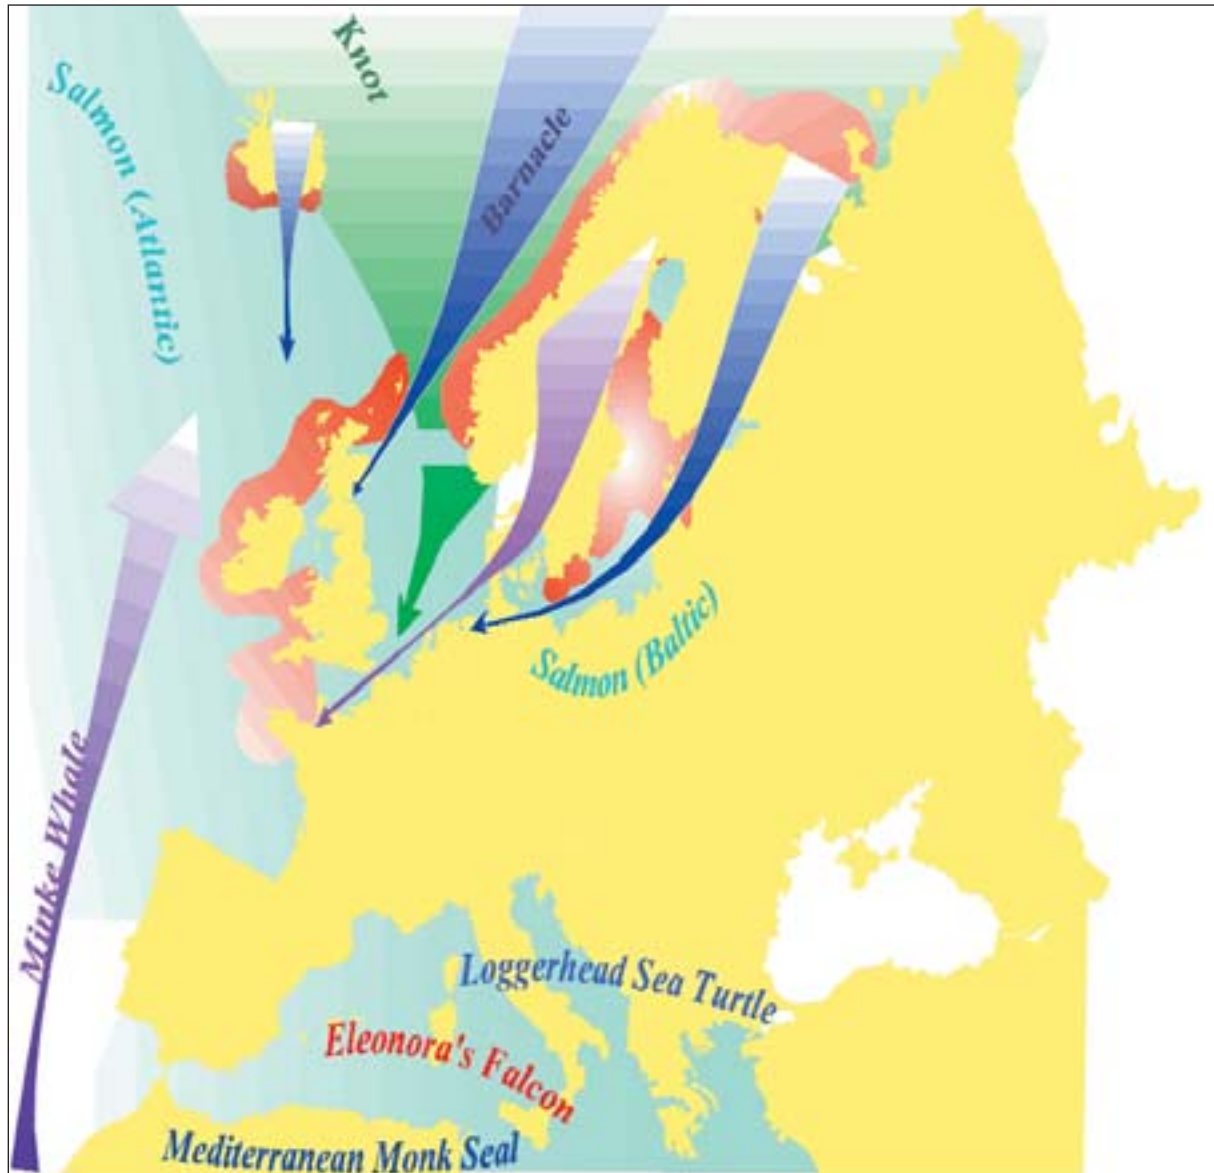 Knot
Salmon (Atlantic)
Barnacle
Salmon (Baltic)
Minke Whale
Loggerhead Sea Turtle
Eleonora's Falcon
Mediterranean Monk Seal